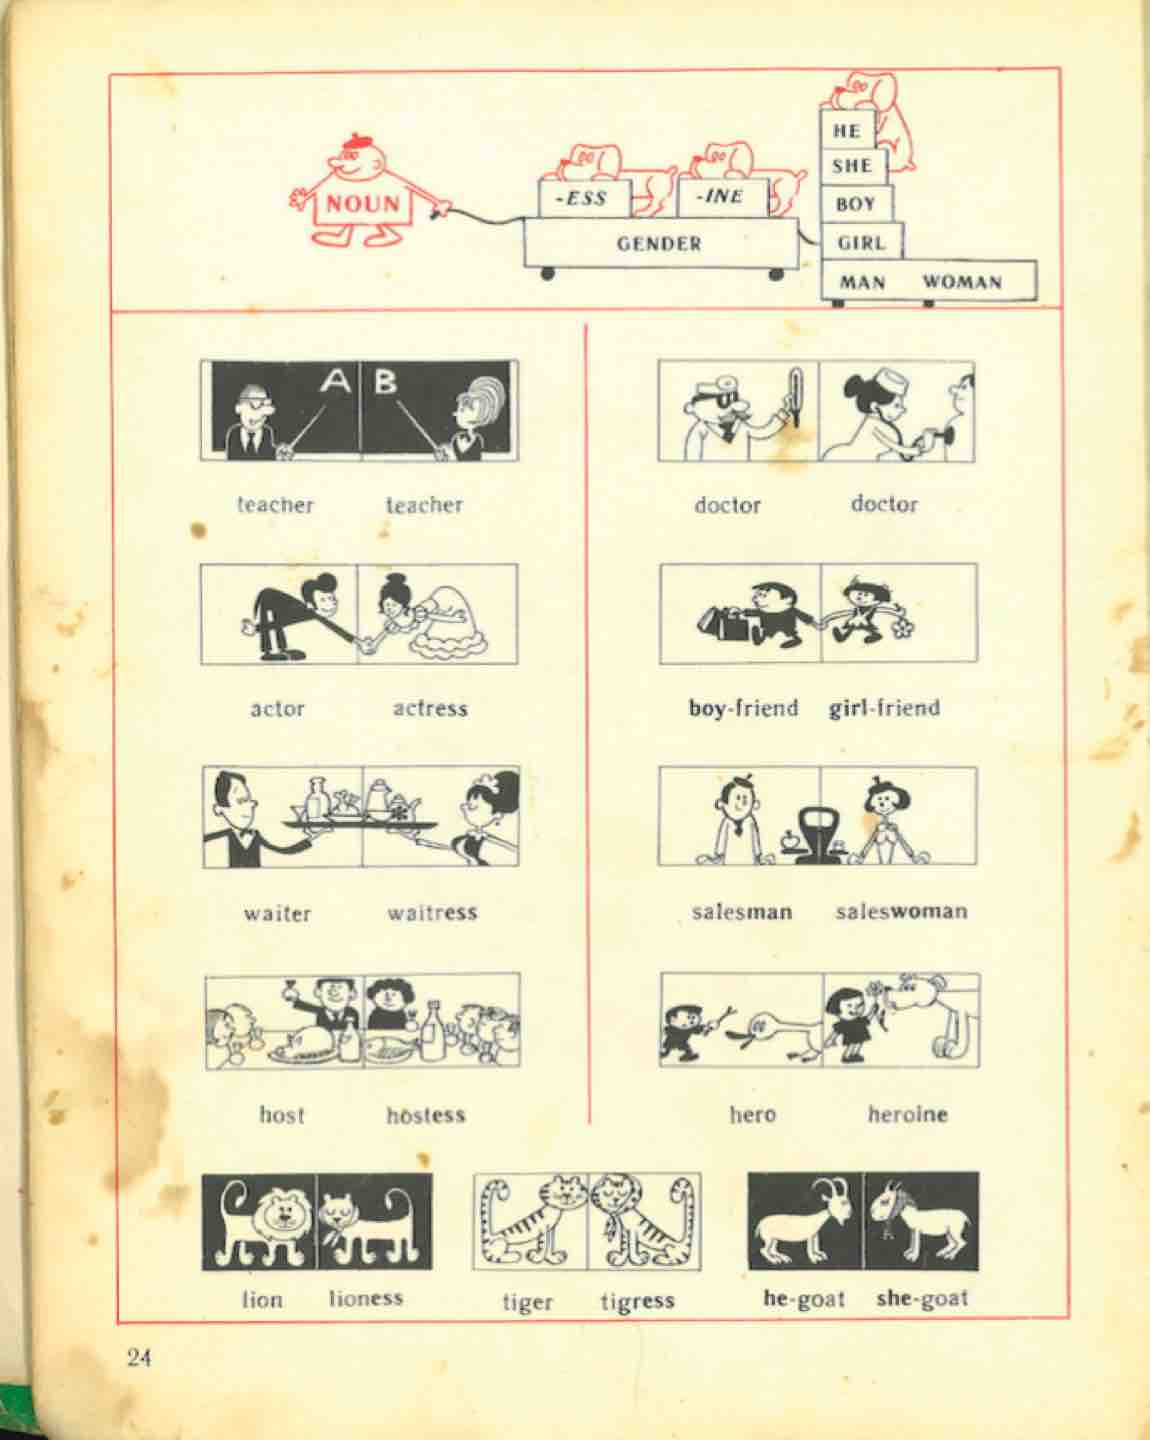 HE
SHE
NOUN
-ESS -INE
BOY
GENDER
GIRL
MAN WOMAN
A B
teacher teacher
doctor doctor
actor actress
boy-friend girl-friend
waiter waitress
salesman saleswoman
host hostess
hero heroine
lion lioness
tiger tigress
he-goat she-goat
24